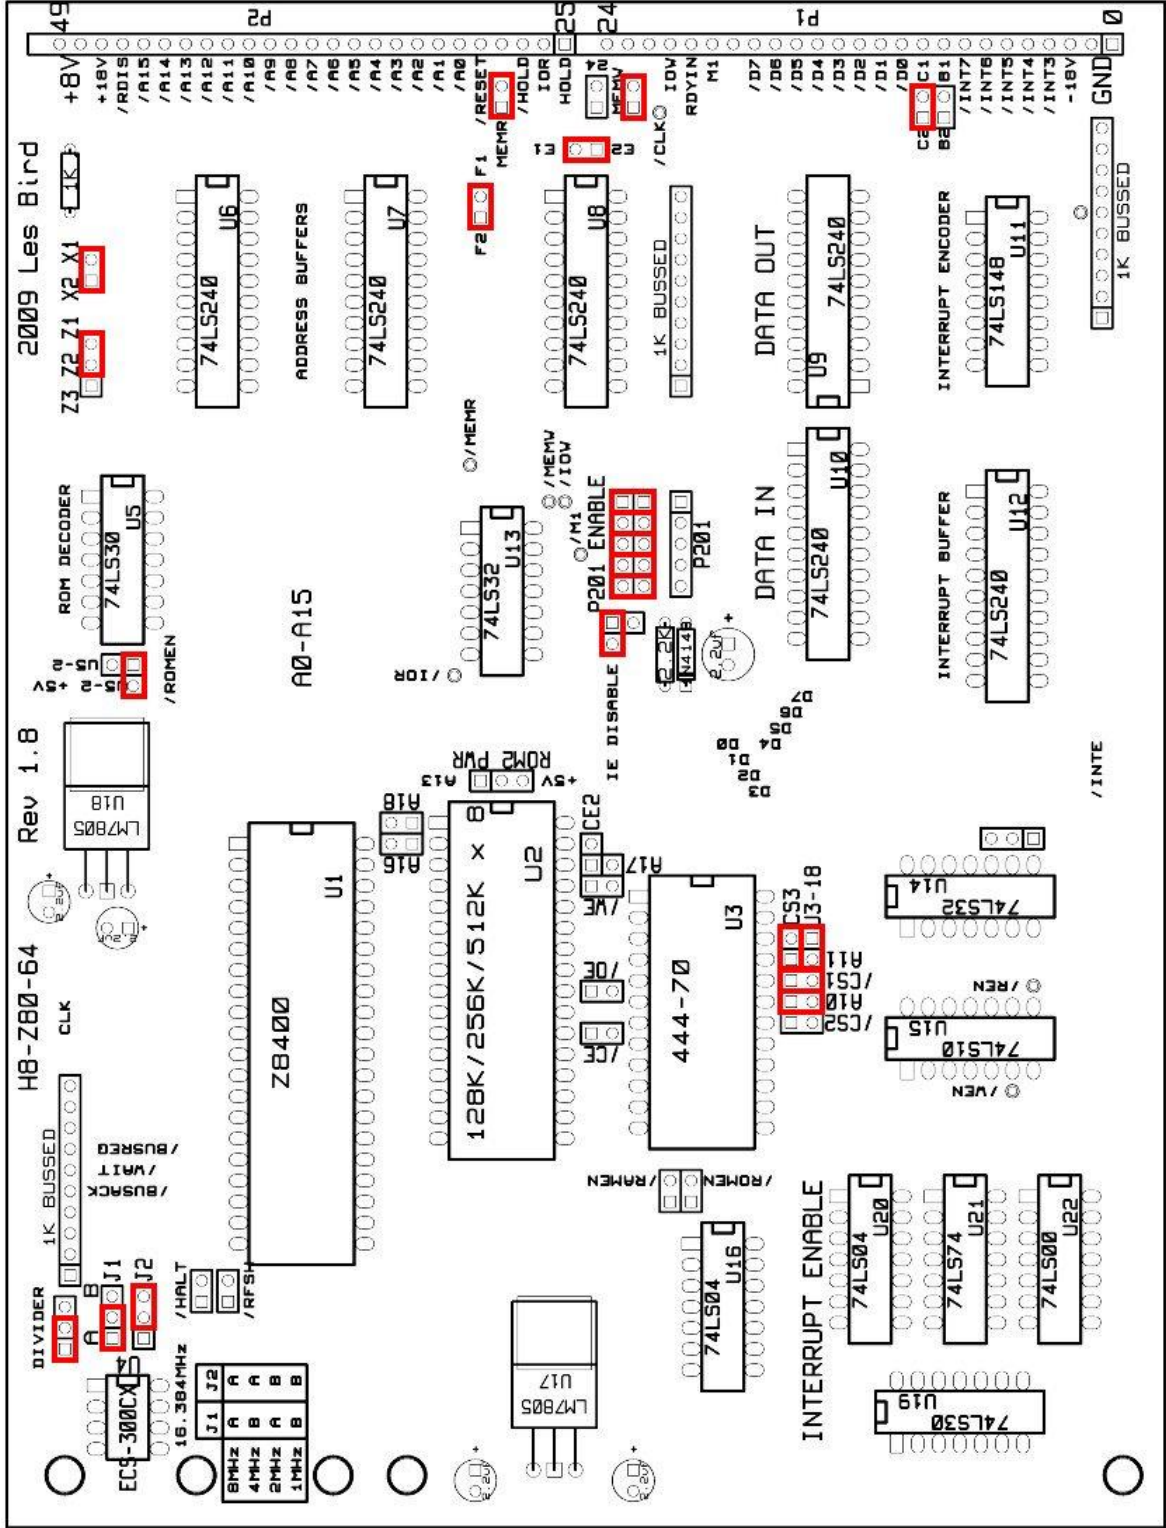 49
P2
25
24
P1
0
+8V
+18V
/RDIS
/A15
/A14
/A13
/A12
/A11
/A10
/A9
/A8
/A7
/A6
/A5
/A4
/A3
/A2
/A1
/A0
/RESET
MEMR
/HOLD
IOR
HOLD
MEMW
/CLK
IOW
RDYIN
M1
/D7
/D6
/D5
/D4
/D3
/D2
/D1
/D0
C2 C1
B2 B1
/INT7
/INT6
/INT5
/INT4
/INT3
-18V
GND
2009 Les Bird
1K
X2 X1
Z3 Z2 Z1
U6
74LS240
ADDRESS BUFFERS
U7
74LS240
F2 F1
E1 E2
U8
74LS240
1K BUSSED
DATA OUT
U9
74LS240
INTERRUPT ENCODER
U11
74LS148
1K BUSSED
ROM DECODER
U5
74LS30
U5-2
U5-2 +5V
/ROMEN
A0-A15
/MEMR
/MEMW
/IOW
/M1
U13
74LS32
/IOR
P201 ENABLE
P201
IE DISABLE
2.2K
1N4148
2.2uF
DATA IN
U10
74LS240
INTERRUPT BUFFER
U12
74LS240
D7
D6
D5
D4
D0
D1
D2
D3
/INTE
Rev 1.8
U18
LM7805
2.2uF
2.2uF
H8-Z80-64
CLK
U1
Z8400
A18
A16
A13
ROM2 PWR
+5V
U2
128K/256K/512K x 8
CE2
A17
/WE
/OE
/CE
U3
444-70
CS3
U3-18
A11
/CS1
A10
/CS2
U14
74LS32
/REN
U15
74LS10
/WEN
1K BUSSED
/BUSREG
/WAIT
/BUSACK
DIVIDER
A B J1
J2
/HALT
/RFSH
U4
ECS-300CX
16.384MHz
J1 J2
8MHz A A
4MHz B A
2MHz A B
1MHz B B
/RAMEN
/ROMEN
U16
74LS04
U17
LM7805
2.2uF
2.2uF
INTERRUPT ENABLE
U20
74LS04
U21
74LS74
U22
74LS00
U19
74LS30